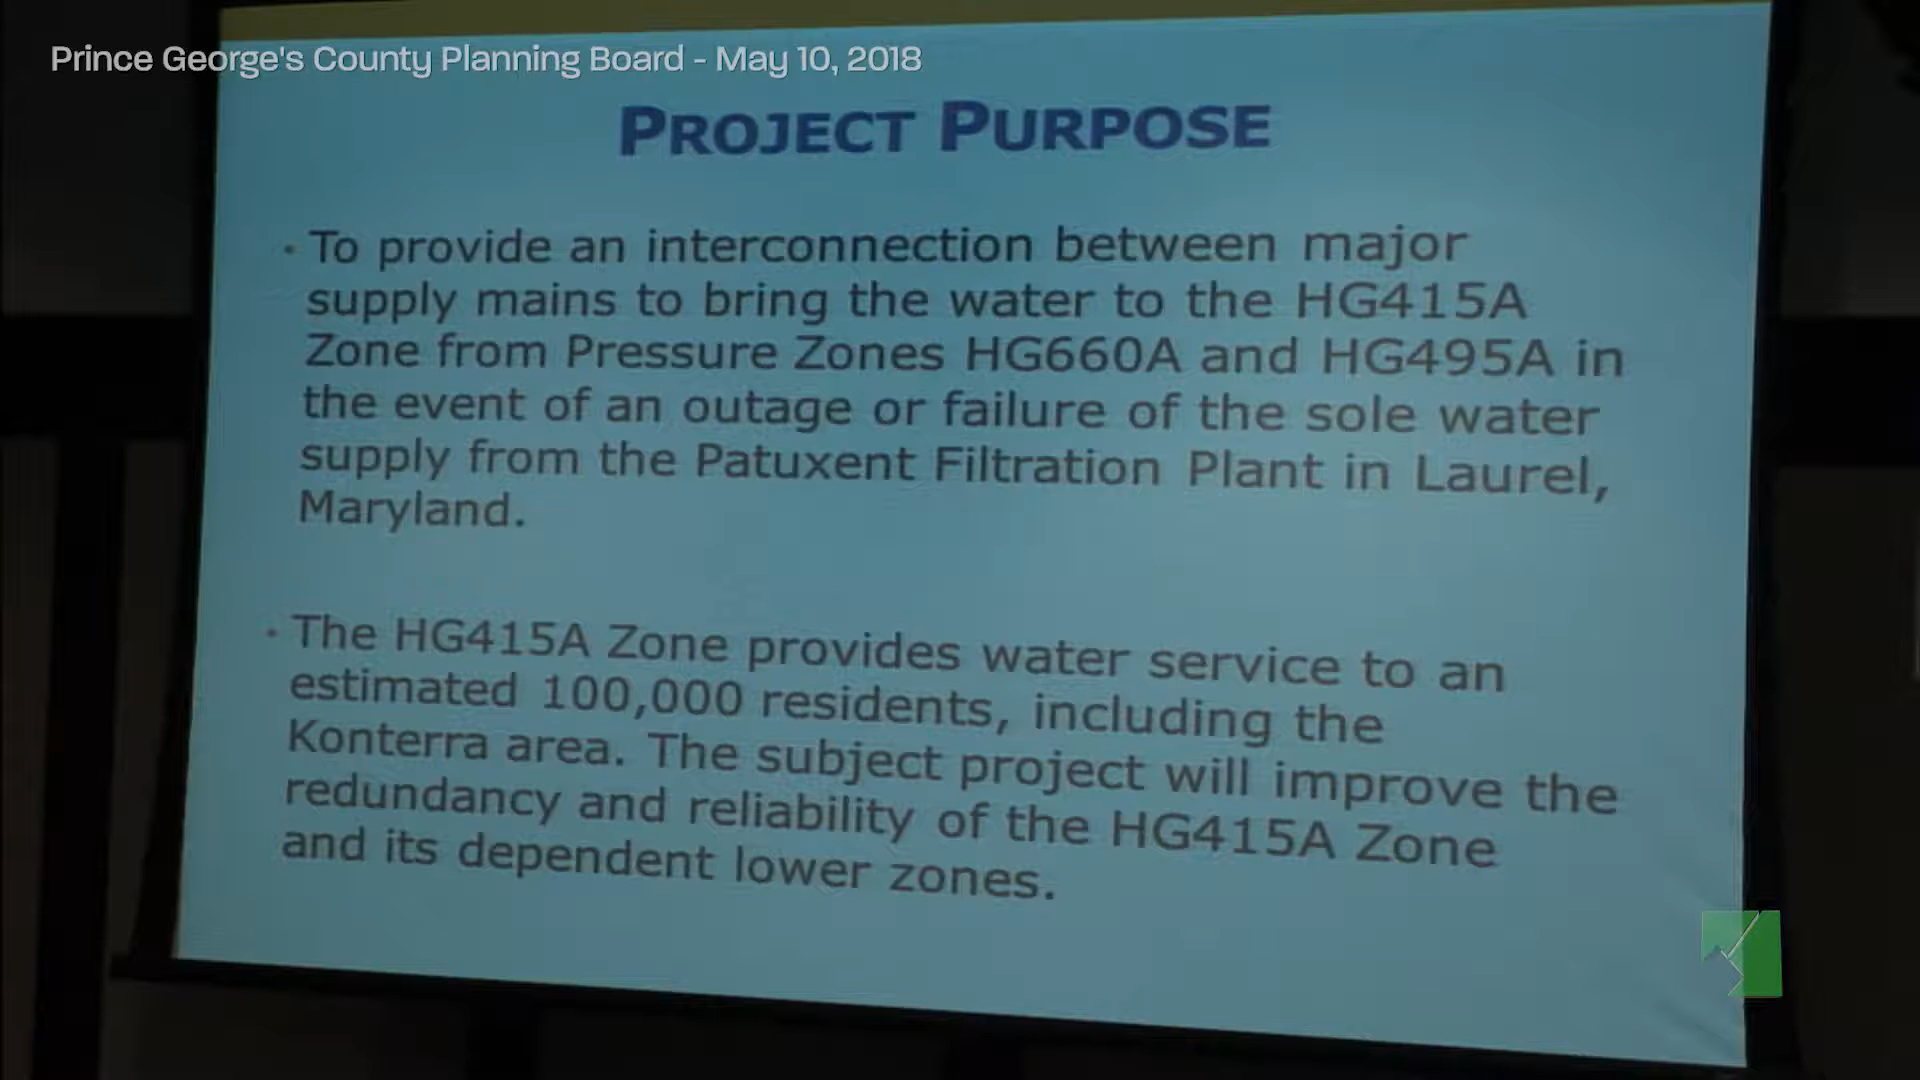 Prince George's County Planning Board - May 10, 2018
PROJECT PURPOSE
• To provide an interconnection between major
supply mains to bring the water to the HG415A
Zone from Pressure Zones HG660A and HG495A in
the event of an outage or failure of the sole water
supply from the Patuxent Filtration Plant in Laurel,
Maryland.
• The HG415A Zone provides water service to an
estimated 100,000 residents, including the
Konterra area. The subject project will improve the
redundancy and reliability of the HG415A Zone
and its dependent lower zones.